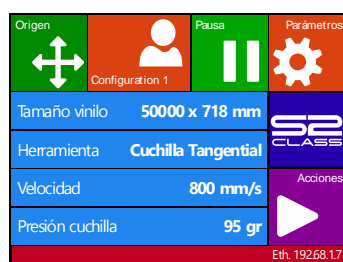 Origen
Configuration 1
Pausa
Parámetros
Tamaño vinilo 50000 x 718 mm
Herramienta Cuchilla Tangential
Velocidad 800 mm/s
Presión cuchilla 95 gr
S2
CLASS
Acciones
Eth. 192.68.1.7